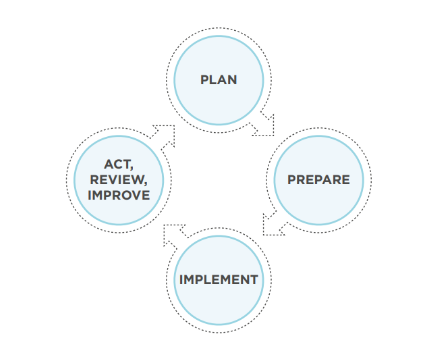 PLAN
PREPARE
IMPLEMENT
ACT,
REVIEW,
IMPROVE